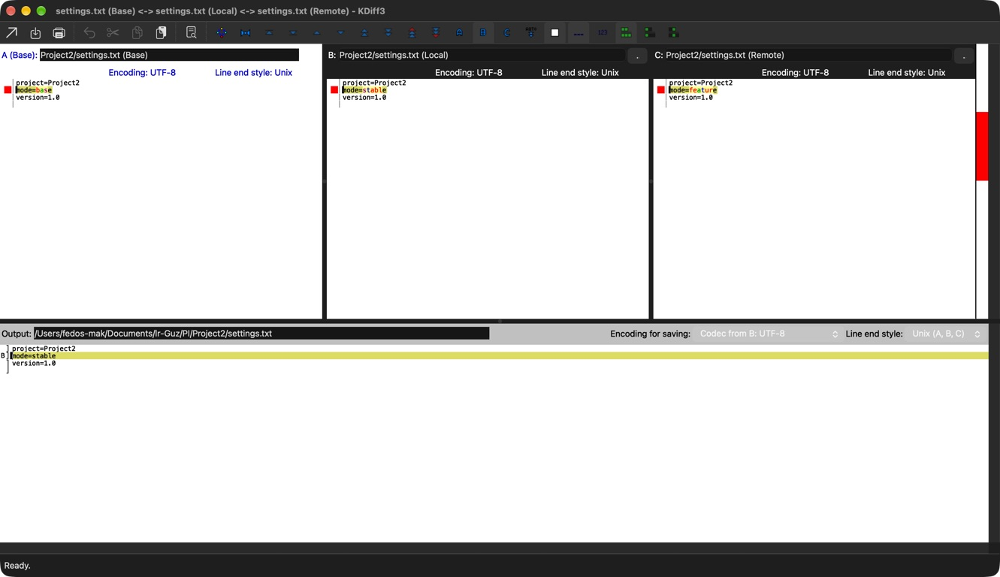 settings.txt (Base) <-> settings.txt (Local) <-> settings.txt (Remote) - KDiff3
A B C AUTO 123
A (Base): Project2/settings.txt (Base)
Encoding: UTF-8 Line end style: Unix
project=Project2
mode=base
version=1.0
B: Project2/settings.txt (Local) .
Encoding: UTF-8 Line end style: Unix
project=Project2
mode=stable
version=1.0
C: Project2/settings.txt (Remote) .
Encoding: UTF-8 Line end style: Unix
project=Project2
mode=feature
version=1.0
Output: /Users/fedos-mak/Documents/Ir-Guz/PI/Project2/settings.txt Encoding for saving: Codec from B: UTF-8 Line end style: Unix (A, B, C)
] project=Project2
B] mode=stable
] version=1.0
]
Ready.